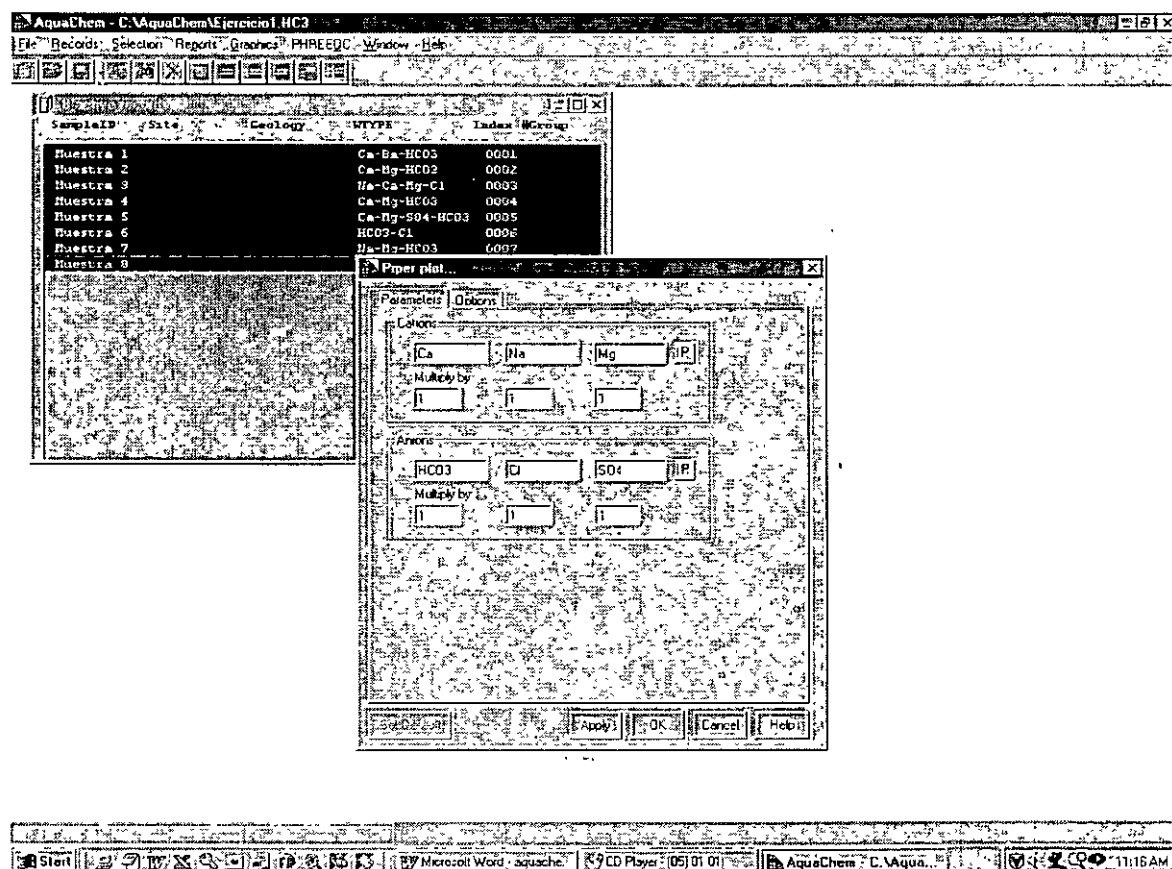 AquaChem - C:\AquaChem\Ejercicio1.HC3
File Records Selection Reports Graphics PHREEQC Window Help
SampleID Site Geology WTYPE Index #Group
Muestra 1 Ca-Ba-HCO3 0001
Muestra 2 Ca-Mg-HCO3 0002
Muestra 3 Na-Ca-Mg-Cl 0003
Muestra 4 Ca-Mg-HCO3 0004
Muestra 5 Ca-Mg-SO4-HCO3 0005
Muestra 6 HCO3-Cl 0006
Muestra 7 Na-Mg-HCO3 0007
Muestra 8
Piper plot...
Parameters Options
Cations
Ca Na Mg P.
Multiply by
1 1 1
Anions
HCO3 Cl SO4 P.
Multiply by
1 1 1
Apply OK Cancel Help
Start Microsoft Word - aquache. CD Player [05] 01 01 AquaChem - C:\Aqua... 11:16 AM